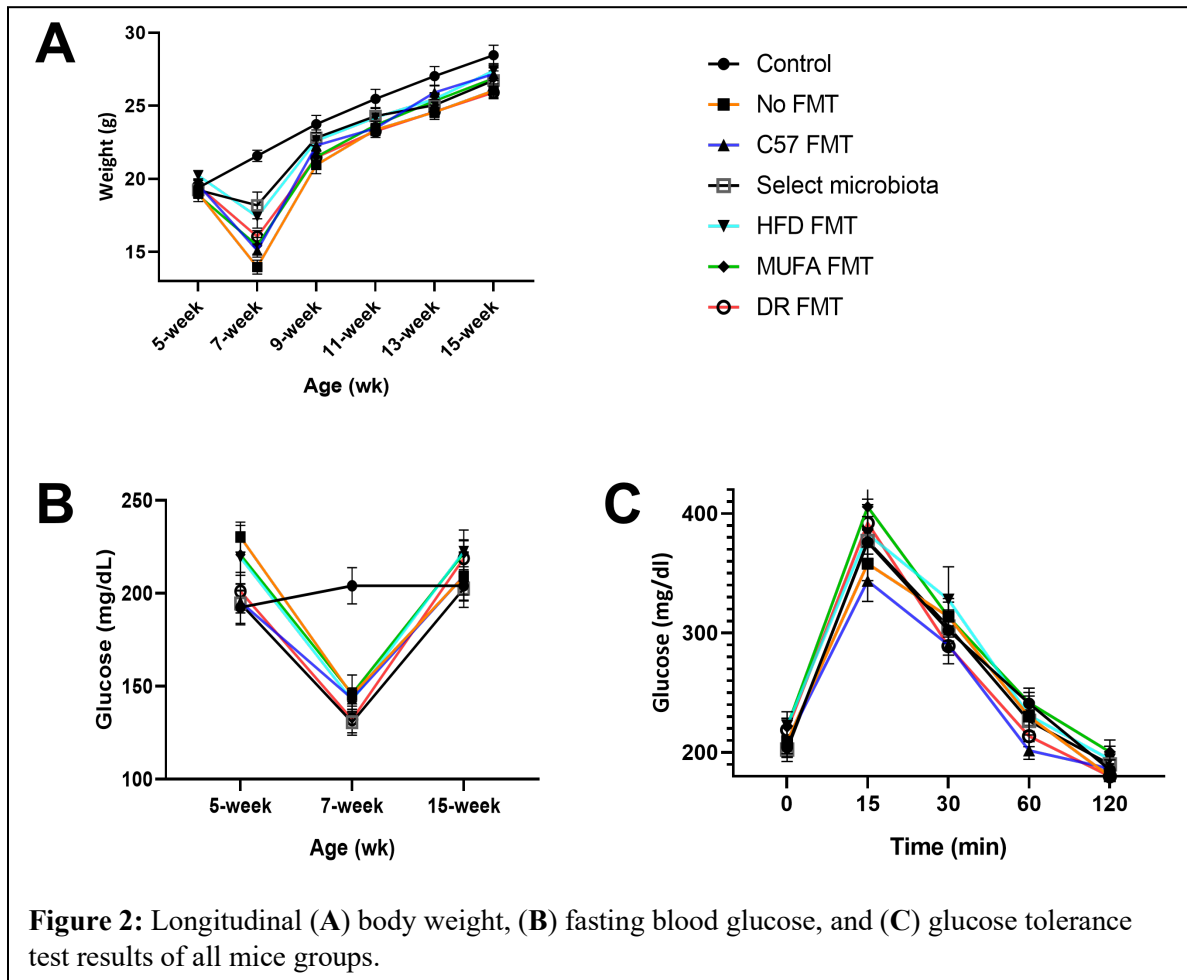 A
30
25
20
15
Weight (g)
5-week
7-week
9-week
11-week
13-week
15-week
Age (wk)
Control
No FMT
C57 FMT
Select microbiota
HFD FMT
MUFA FMT
DR FMT
B
250
200
150
100
Glucose (mg/dL)
5-week
7-week
15-week
Age (wk)
C
400
300
200
Glucose (mg/dl)
0
15
30
60
120
Time (min)
Figure 2: Longitudinal (A) body weight, (B) fasting blood glucose, and (C) glucose tolerance
test results of all mice groups.